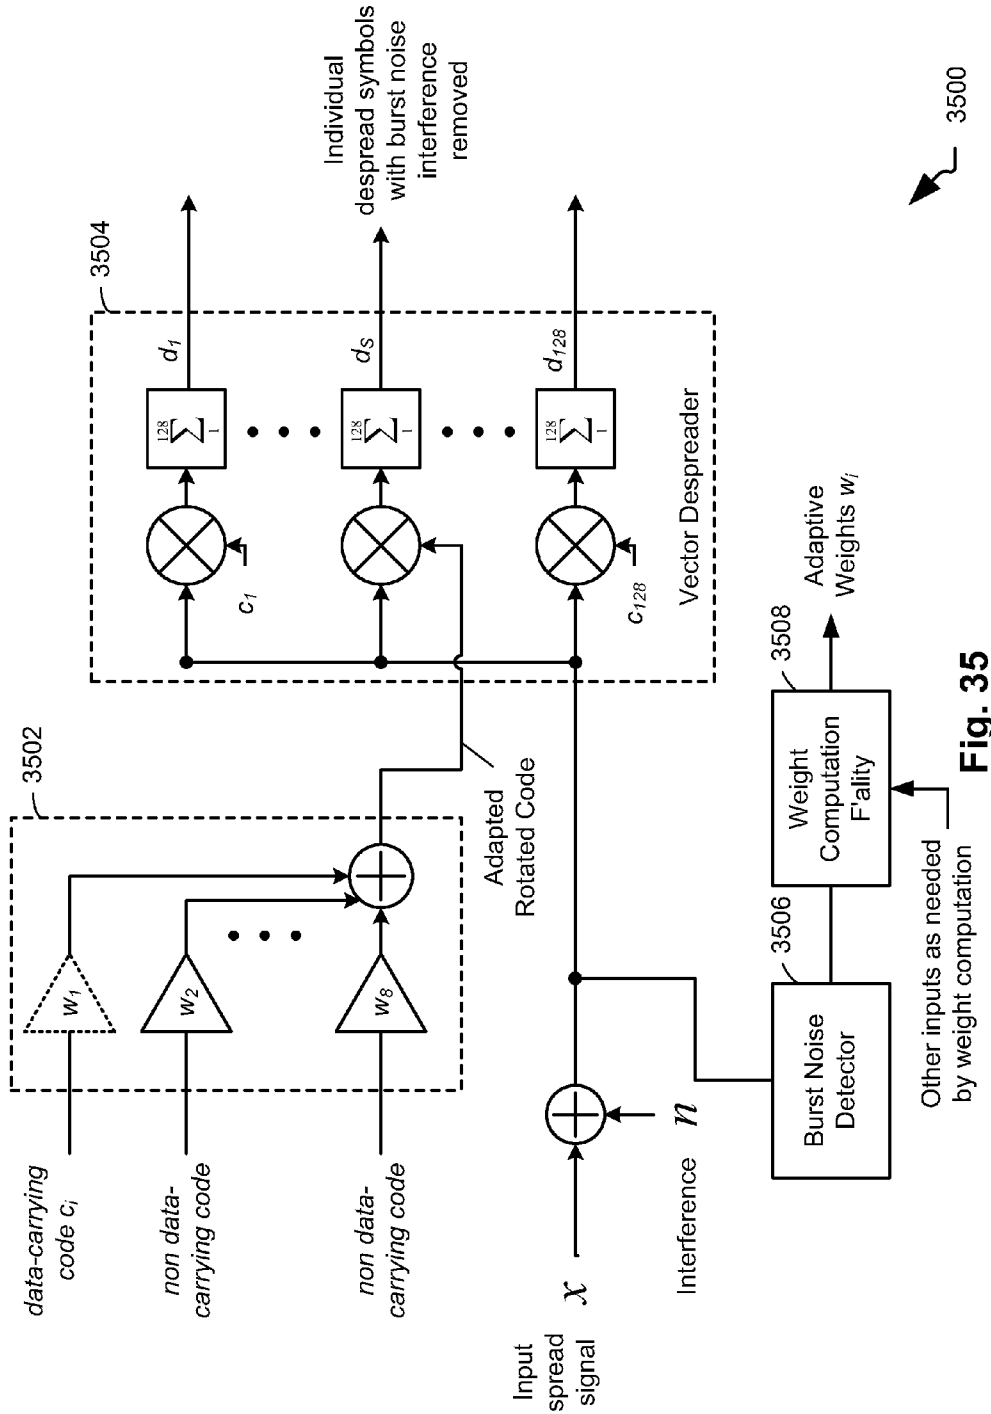 data-carrying
code ci
non data-
carrying code
non data-
carrying code
w1
w2
w8
3502
Adapted
Rotated Code
3504
c1
c128
128
∑
1
128
∑
1
128
∑
1
d1
dS
d128
Vector Despreader
Individual
despread symbols
with burst noise
interference
removed
Input
spread
signal
x
Interference
n
Burst Noise
Detector
3506
Weight
Computation
F'ality
3508
Adaptive
Weights wi
Other inputs as needed
by weight computation
3500
Fig. 35